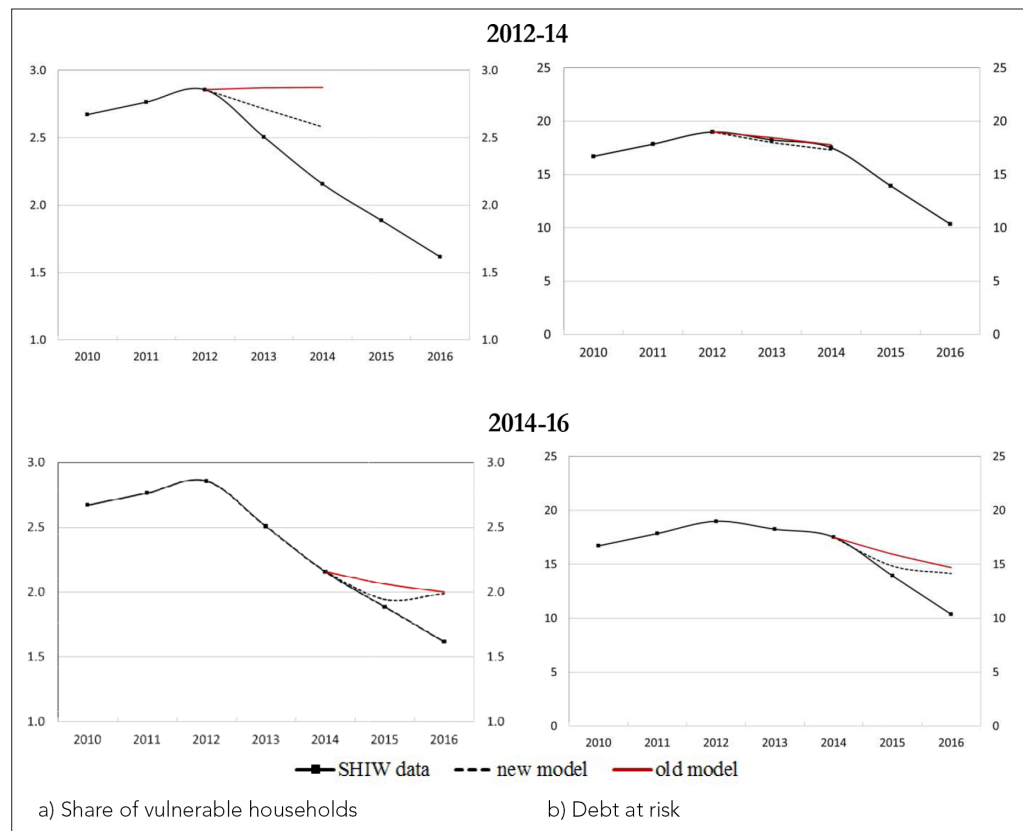 2012-14
3.0 3.0 25 25
2.5 2.5 20 20
2.0 2.0 15 15
1.5 1.5 10 10
1.0 1.0 5 5
0 0
2010 2011 2012 2013 2014 2015 2016 2010 2011 2012 2013 2014 2015 2016
2014-16
3.0 3.0 25 25
2.5 2.5 20 20
2.0 2.0 15 15
1.5 1.5 10 10
1.0 1.0 5 5
0 0
2010 2011 2012 2013 2014 2015 2016 2010 2011 2012 2013 2014 2015 2016
SHIW data new model old model
a) Share of vulnerable households b) Debt at risk